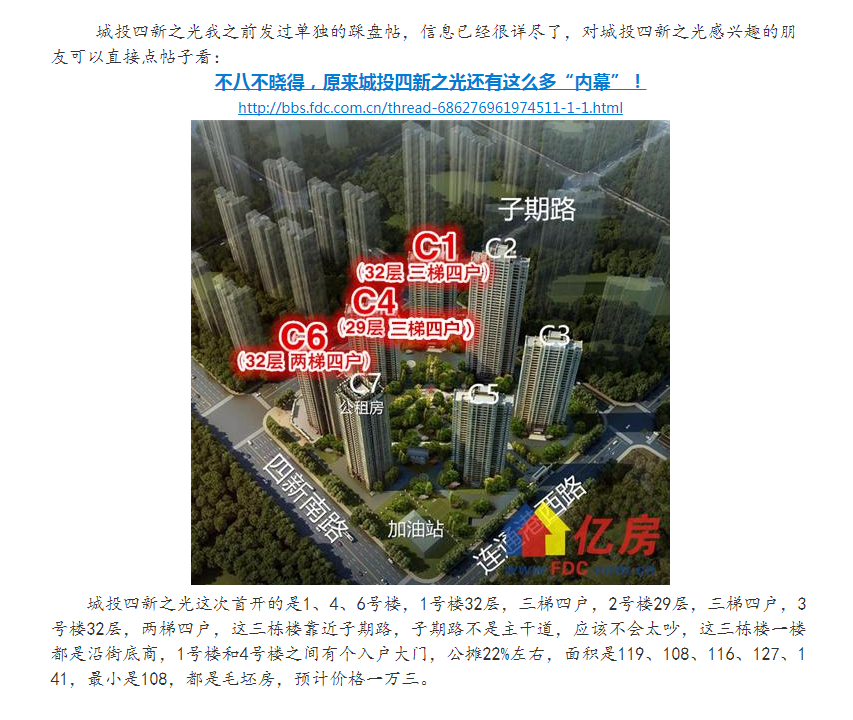 城投四新之光我之前发过单独的踩盘帖，信息已经很详尽了，对城投四新之光感兴趣的朋
友可以直接点帖子看：
不八不晓得，原来城投四新之光还有这么多“内幕”！
http://bbs.fdc.com.cn/thread-686276961974511-1-1.html
子期路
C1
C2
（32层 三梯四户）
C4
（29层 三梯四户）
C6
C3
（32层 两梯四户）
C7
公租房
C5
四新南路
加油站
连通港西路
亿房
FDC
城投四新之光这次首开的是1、4、6号楼，1号楼32层，三梯四户，2号楼29层，三梯四户，3
号楼32层，两梯四户，这三栋楼靠近子期路，子期路不是主干道，应该不会太吵，这三栋楼一楼
都是沿街底商，1号楼和4号楼之间有个入户大门，公摊22%左右，面积是119、108、116、127、1
41，最小是108，都是毛坯房，预计价格一万三。